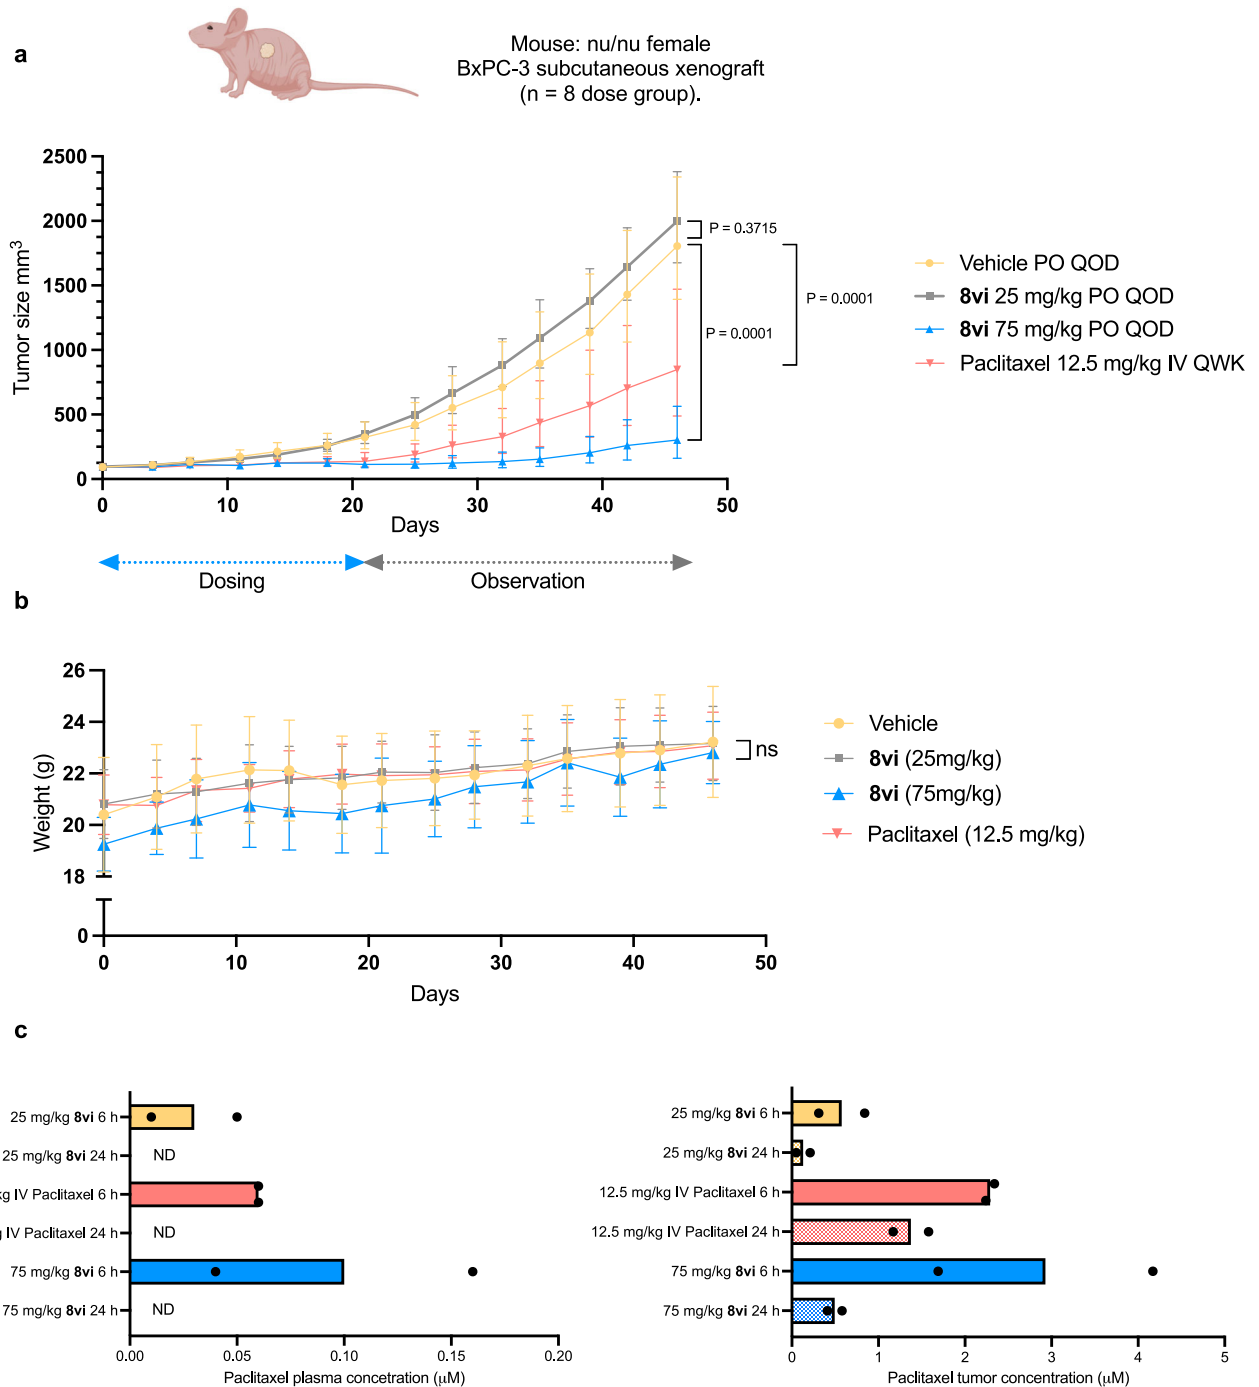 a
Mouse: nu/nu female
BxPC-3 subcutaneous xenograft
(n = 8 dose group).
2500
2000
1500
1000
500
0
Tumor size mm³
0 10 20 30 40 50
Days
P = 0.3715
P = 0.0001
P = 0.0001
Vehicle PO QOD
8vi 25 mg/kg PO QOD
8vi 75 mg/kg PO QOD
Paclitaxel 12.5 mg/kg IV QWK
Dosing
Observation
b
26
24
22
20
18
0
Weight (g)
0 10 20 30 40 50
Days
ns
Vehicle
8vi (25mg/kg)
8vi (75mg/kg)
Paclitaxel (12.5 mg/kg)
c
25 mg/kg 8vi 6 h
25 mg/kg 8vi 24 h
ND
kg IV Paclitaxel 6 h
g IV Paclitaxel 24 h
ND
75 mg/kg 8vi 6 h
75 mg/kg 8vi 24 h
ND
0.00 0.05 0.10 0.15 0.20
Paclitaxel plasma concetration (μM)
25 mg/kg 8vi 6 h
25 mg/kg 8vi 24 h
12.5 mg/kg IV Paclitaxel 6 h
12.5 mg/kg IV Paclitaxel 24 h
75 mg/kg 8vi 6 h
75 mg/kg 8vi 24 h
0 1 2 3 4 5
Paclitaxel tumor concentration (μM)